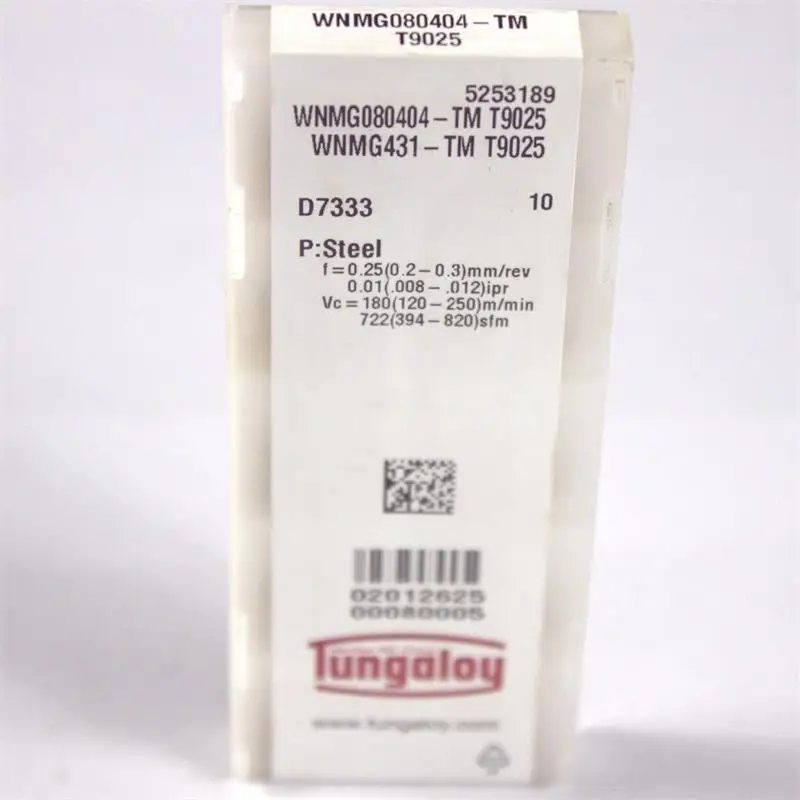 WNMG080404-TM
T9025
5253189
WNMG080404-TM T9025
WNMG431-TM T9025
D7333 10
P:Steel
f=0.25(0.2-0.3)mm/rev
0.01(.008-.012)ipr
Vc=180(120-250)m/min
722(394-820)sfm
02012625
00080005
Tungaloy
www.tungaloy.com